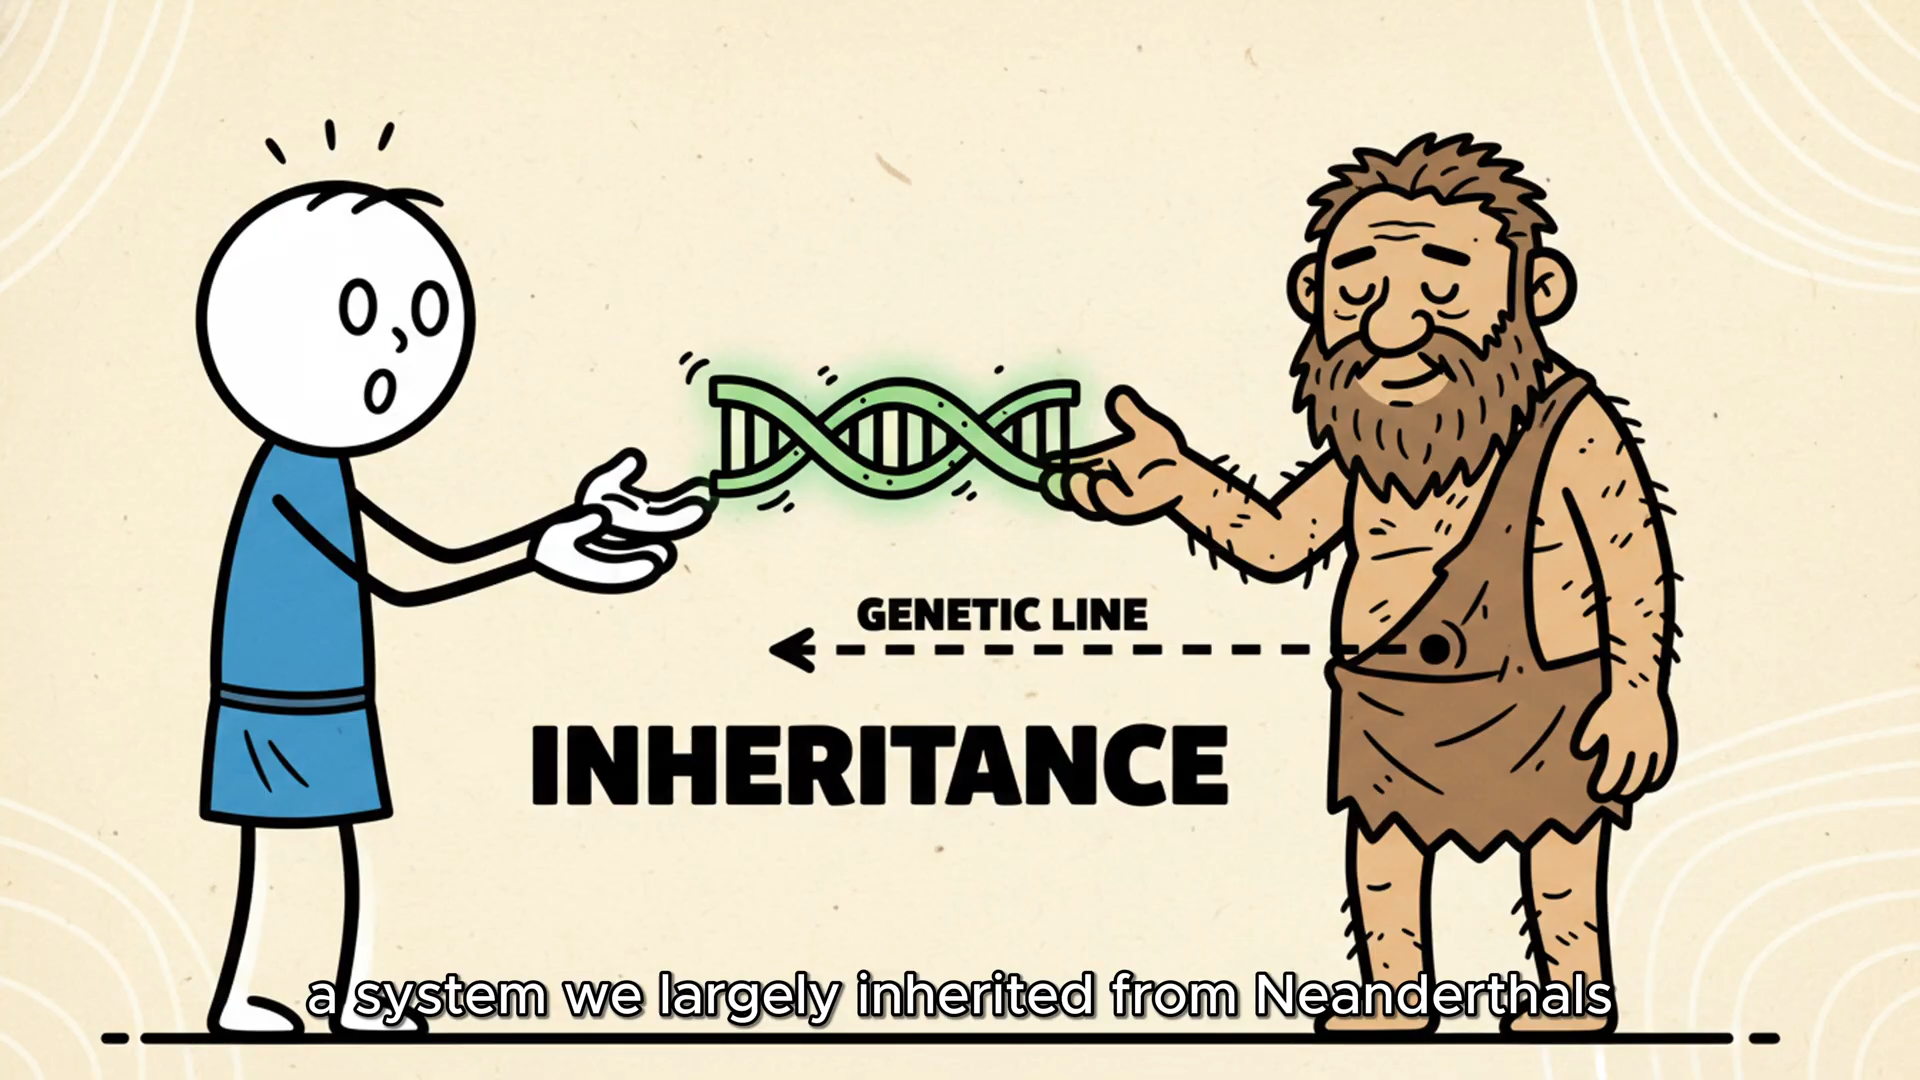 GENETIC LINE
INHERITANCE
a system we largely inherited from Neanderthals